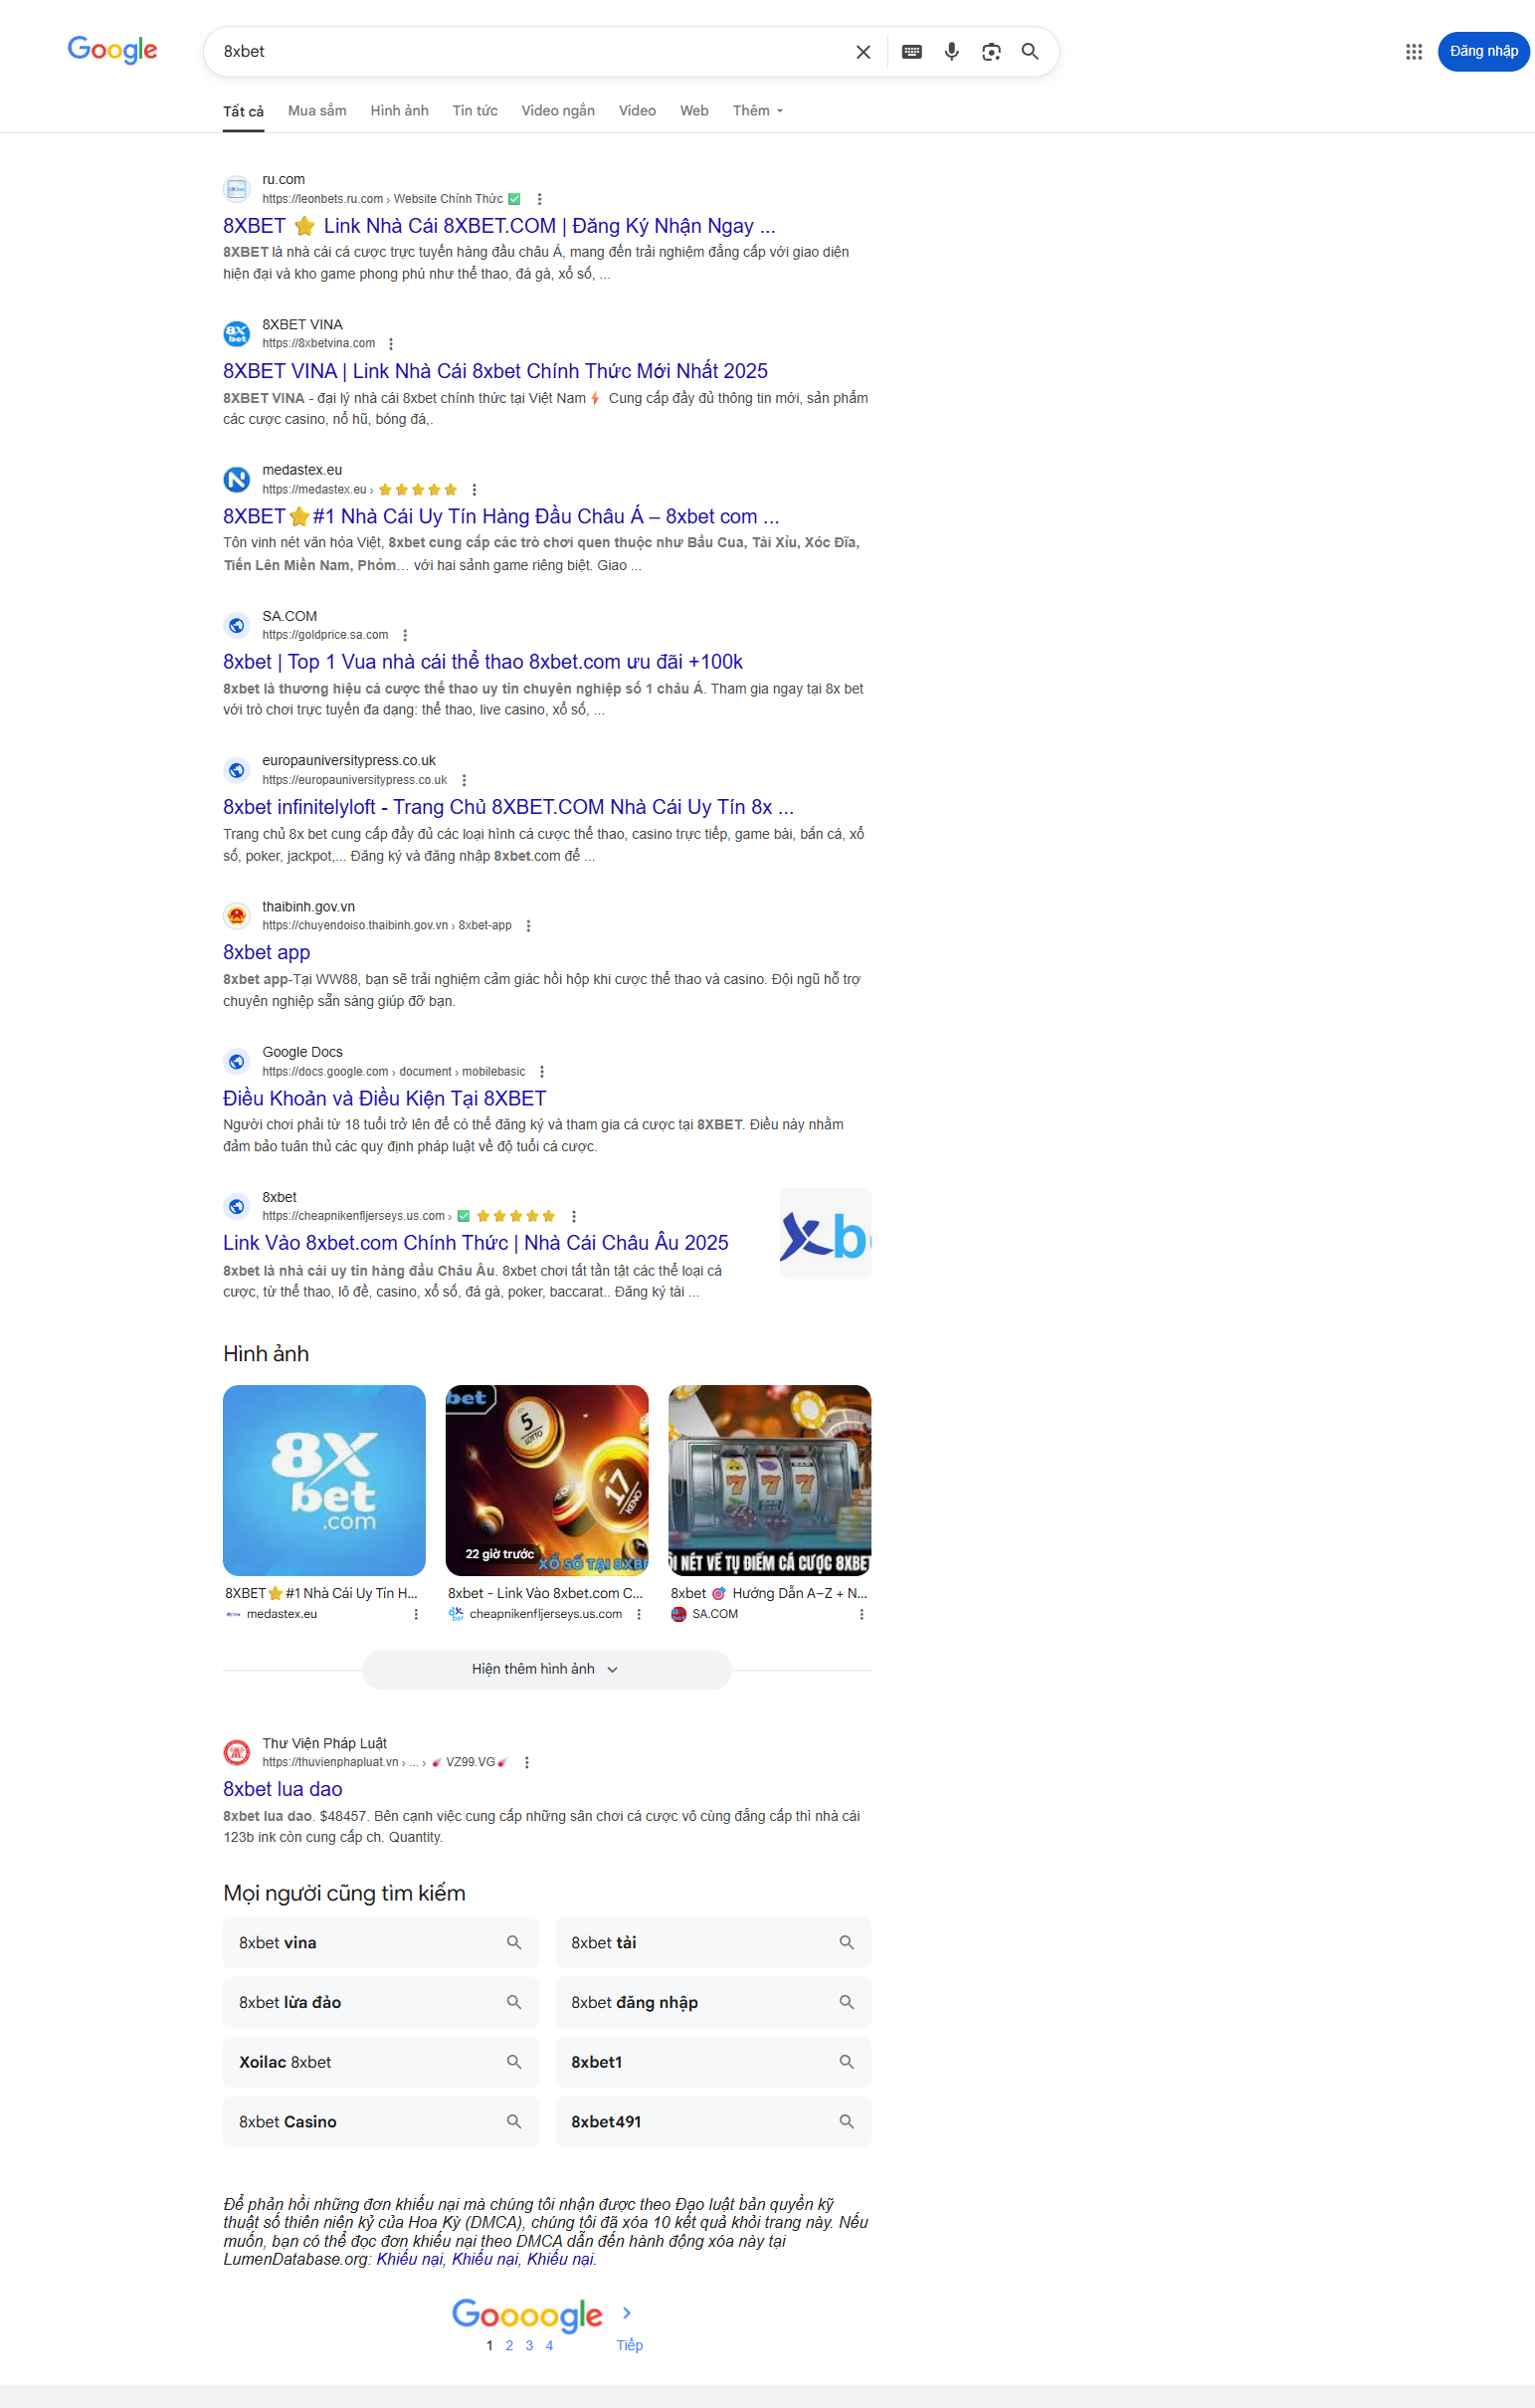 Google
8xbet
Đăng nhập
Tất cả Mua sắm Hình ảnh Tin tức Video ngắn Video Web Thêm
ru.com
https://leonbets.ru.com › Website Chính Thức ✅
8XBET ⭐ Link Nhà Cái 8XBET.COM | Đăng Ký Nhận Ngay ...
8XBET là nhà cái cá cược trực tuyến hàng đầu châu Á, mang đến trải nghiệm đẳng cấp với giao diện
hiện đại và kho game phong phú như thể thao, đá gà, xổ số, ...
8XBET VINA
https://8xbetvina.com
8XBET VINA | Link Nhà Cái 8xbet Chính Thức Mới Nhất 2025
8XBET VINA - đại lý nhà cái 8xbet chính thức tại Việt Nam⚡ Cung cấp đầy đủ thông tin mới, sản phẩm
các cược casino, nổ hũ, bóng đá,.
medastex.eu
https://medastex.eu › ⭐⭐⭐⭐⭐
8XBET⭐#1 Nhà Cái Uy Tín Hàng Đầu Châu Á – 8xbet com ...
Tôn vinh nét văn hóa Việt, 8xbet cung cấp các trò chơi quen thuộc như Bầu Cua, Tài Xỉu, Xóc Đĩa,
Tiến Lên Miền Nam, Phỏm… với hai sảnh game riêng biệt. Giao ...
SA.COM
https://goldprice.sa.com
8xbet | Top 1 Vua nhà cái thể thao 8xbet.com ưu đãi +100k
8xbet là thương hiệu cá cược thể thao uy tín chuyên nghiệp số 1 châu Á. Tham gia ngay tại 8x bet
với trò chơi trực tuyến đa dạng: thể thao, live casino, xổ số, ...
europauniversitypress.co.uk
https://europauniversitypress.co.uk
8xbet infinitelyloft - Trang Chủ 8XBET.COM Nhà Cái Uy Tín 8x ...
Trang chủ 8x bet cung cấp đầy đủ các loại hình cá cược thể thao, casino trực tiếp, game bài, bắn cá, xổ
số, poker, jackpot,... Đăng ký và đăng nhập 8xbet.com để ...
thaibinh.gov.vn
https://chuyendoiso.thaibinh.gov.vn › 8xbet-app
8xbet app
8xbet app-Tại WW88, bạn sẽ trải nghiệm cảm giác hồi hộp khi cược thể thao và casino. Đội ngũ hỗ trợ
chuyên nghiệp sẵn sàng giúp đỡ bạn.
Google Docs
https://docs.google.com › document › mobilebasic
Điều Khoản và Điều Kiện Tại 8XBET
Người chơi phải từ 18 tuổi trở lên để có thể đăng ký và tham gia cá cược tại 8XBET. Điều này nhằm
đảm bảo tuân thủ các quy định pháp luật về độ tuổi cá cược.
8xbet
https://cheapnikenfljerseys.us.com › ✅ ⭐⭐⭐⭐⭐
Link Vào 8xbet.com Chính Thức | Nhà Cái Châu Âu 2025
8xbet là nhà cái uy tín hàng đầu Châu Âu. 8xbet chơi tất tần tật các thể loại cá
cược, từ thể thao, lô đề, casino, xổ số, đá gà, poker, baccarat.. Đăng ký tài ...
Xb
Hình ảnh
8X
bet
.com
bet
5
LOTTO
17
KENO
22 giờ trước
XỔ SỐ TẠI 8XBE
7 7 7
BAR
NÉT VỀ TỤ ĐIỂM CÁ CƯỢC 8XBET
8XBET⭐#1 Nhà Cái Uy Tín H...
medastex.eu
8xbet - Link Vào 8xbet.com C...
cheapnikenfljerseys.us.com
8xbet 🎯 Hướng Dẫn A–Z + N...
SA.COM
Hiện thêm hình ảnh
Thư Viện Pháp Luật
https://thuvienphapluat.vn › ... › ☄️ VZ99.VG☄️
8xbet lua dao
8xbet lua dao. $48457. Bên cạnh việc cung cấp những sân chơi cá cược vô cùng đẳng cấp thì nhà cái
123b ink còn cung cấp ch. Quantity.
Mọi người cũng tìm kiếm
8xbet vina
8xbet tải
8xbet lừa đảo
8xbet đăng nhập
Xoilac 8xbet
8xbet1
8xbet Casino
8xbet491
Để phản hồi những đơn khiếu nại mà chúng tôi nhận được theo Đạo luật bản quyền kỹ
thuật số thiên niên kỷ của Hoa Kỳ (DMCA), chúng tôi đã xóa 10 kết quả khỏi trang này. Nếu
muốn, bạn có thể đọc đơn khiếu nại theo DMCA dẫn đến hành động xóa này tại
LumenDatabase.org: Khiếu nại, Khiếu nại, Khiếu nại.
Goooogle
1 2 3 4 Tiếp